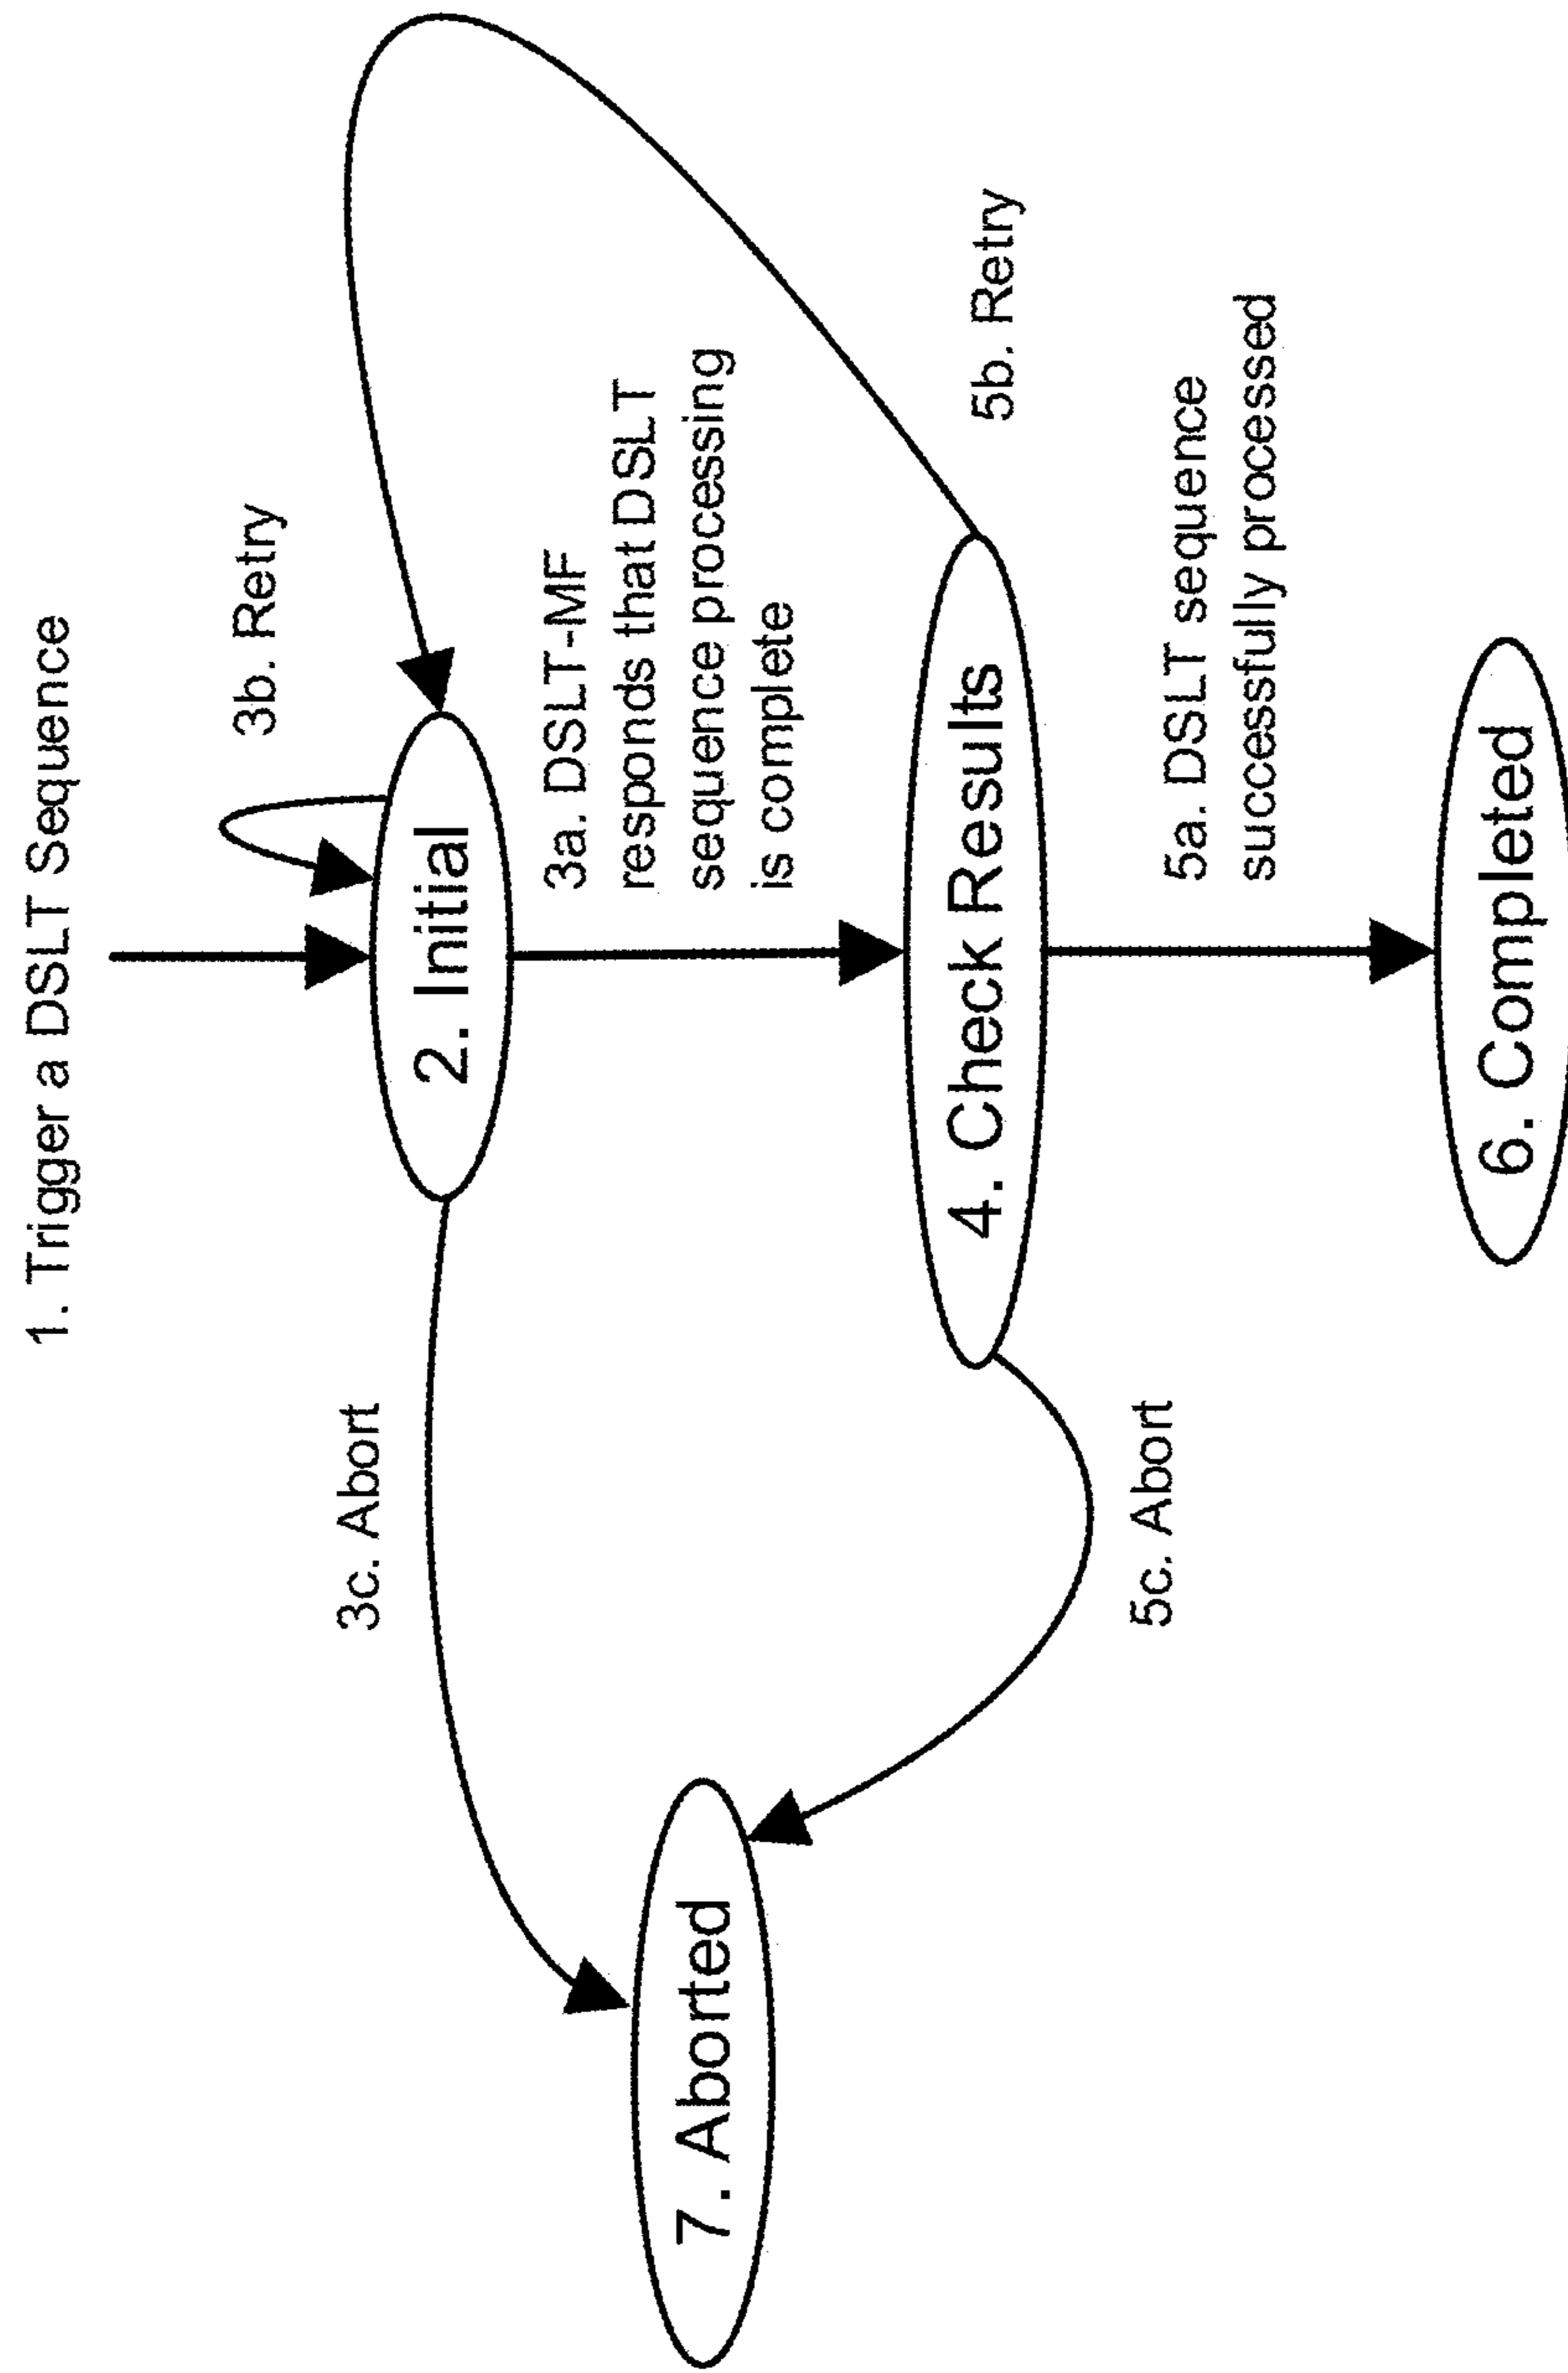 1. Trigger a DSLT Sequence
3b. Retry
2. Initial
3c. Abort
3a. DSLT-MF
responds that DSLT
sequence processing
is complete
7. Aborted
4. Check Results
5b. Retry
5c. Abort
5a. DSLT sequence
successfully processed
6. Completed